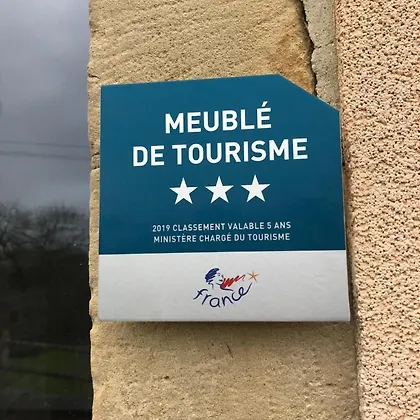 MEUBLÉ
DE TOURISME
2019 CLASSEMENT VALABLE 5 ANS
MINISTÈRE CHARGÉ DU TOURISME
france